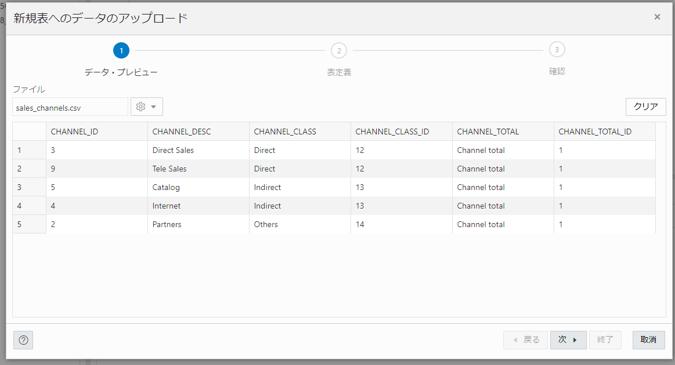 新規表へのデータのアップロード ×
1 2 3
データ・プレビュー 表定義 確認
ファイル
sales_channels.csv クリア
CHANNEL_ID CHANNEL_DESC CHANNEL_CLASS CHANNEL_CLASS_ID CHANNEL_TOTAL CHANNEL_TOTAL_ID
1 3 Direct Sales Direct 12 Channel total 1
2 9 Tele Sales Direct 12 Channel total 1
3 5 Catalog Indirect 13 Channel total 1
4 4 Internet Indirect 13 Channel total 1
5 2 Partners Others 14 Channel total 1
戻る 次 終了 取消